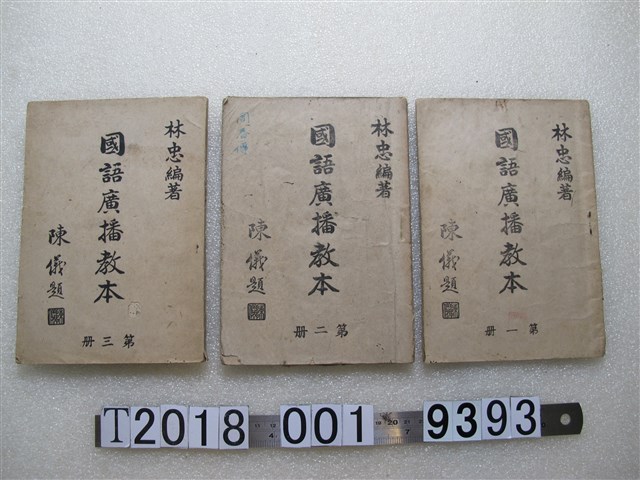 林忠編著
國語廣播教本
陳儀題
第三冊
林忠編著
國語廣播教本
陳儀題
第二冊
林忠編著
國語廣播教本
陳儀題
第一冊
T2018 001 9393